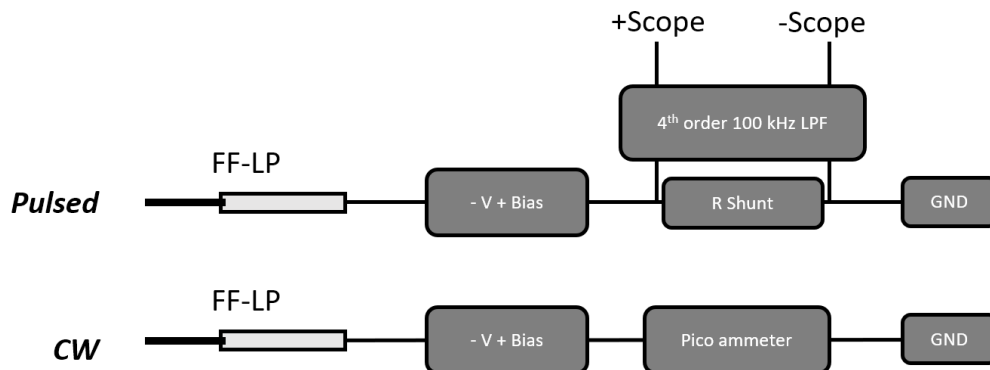 +Scope
-Scope
4th order 100 kHz LPF
FF-LP
Pulsed
- V + Bias
R Shunt
GND
FF-LP
CW
- V + Bias
Pico ammeter
GND